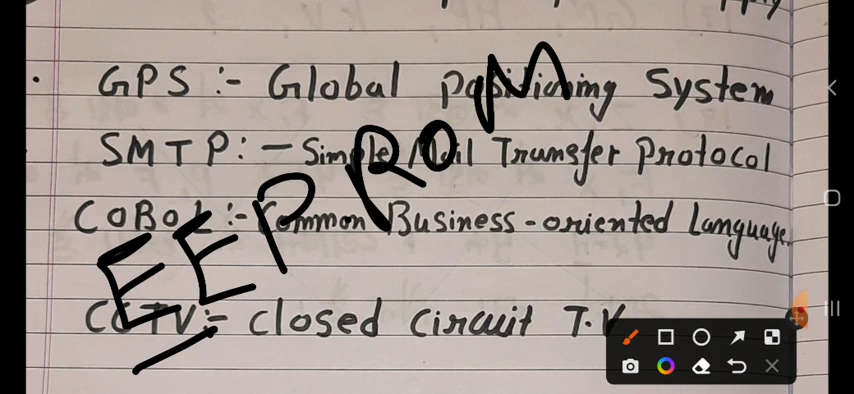 GPS :- Global Positioning System
SMTP :- Simple Mail Transfer Protocol
COBOL :- Common Business-oriented Language
CCTV :- Closed Circuit T.V
EEPROM